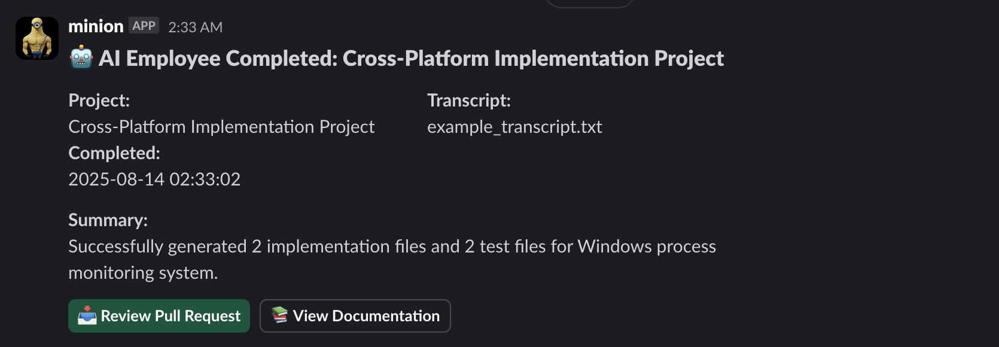 minion APP 2:33 AM
AI Employee Completed: Cross-Platform Implementation Project
Project:
Cross-Platform Implementation Project
Transcript:
example_transcript.txt
Completed:
2025-08-14 02:33:02
Summary:
Successfully generated 2 implementation files and 2 test files for Windows process
monitoring system.
Review Pull Request
View Documentation